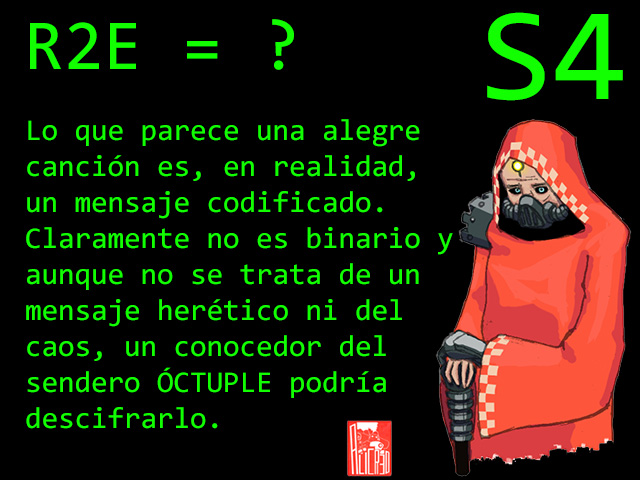 R2E = ?
S4
Lo que parece una alegre
canción es, en realidad,
un mensaje codificado.
Claramente no es binario y
aunque no se trata de un
mensaje herético ni del
caos, un conocedor del
sendero ÓCTUPLE podría
descifrarlo.